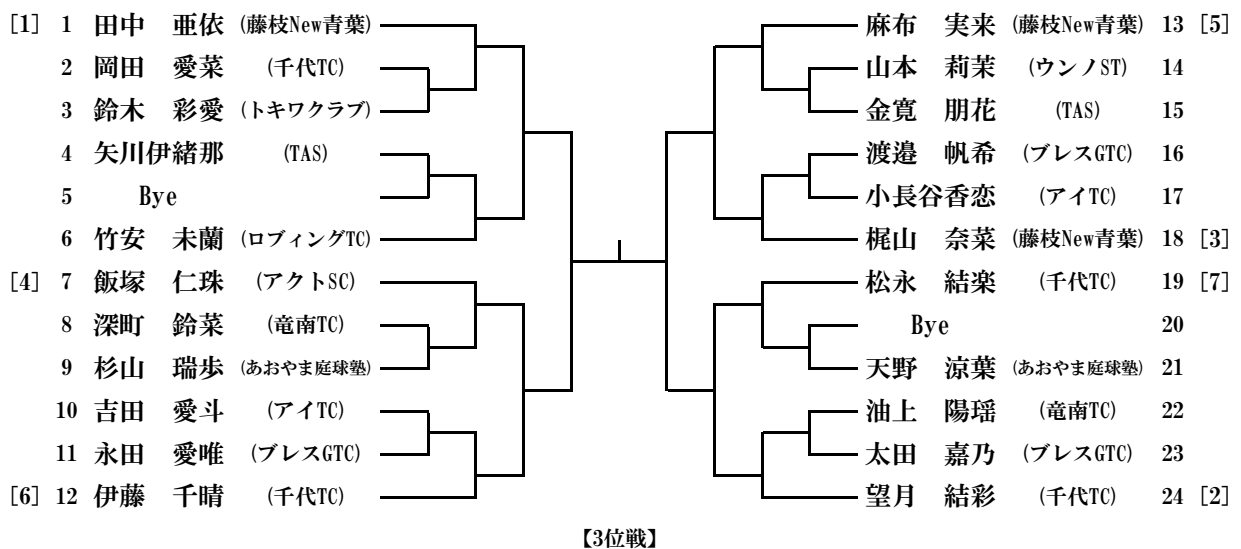 [1] 1 田中　亜依 (藤枝New青葉)
2 岡田　愛菜 (千代TC)
3 鈴木　彩愛 (トキワクラブ)
4 矢川伊緒那 (TAS)
5 Bye
6 竹安　未蘭 (ロブィングTC)
[4] 7 飯塚　仁珠 (アクトSC)
8 深町　鈴菜 (竜南TC)
9 杉山　瑞歩 (あおやま庭球塾)
10 吉田　愛斗 (アイTC)
11 永田　愛唯 (ブレスGTC)
[6] 12 伊藤　千晴 (千代TC)
麻布　実来 (藤枝New青葉) 13 [5]
山本　莉茉 (ウンノST) 14
金寛　朋花 (TAS) 15
渡邉　帆希 (ブレスGTC) 16
小長谷香恋 (アイTC) 17
梶山　奈菜 (藤枝New青葉) 18 [3]
松永　結楽 (千代TC) 19 [7]
Bye 20
天野　涼葉 (あおやま庭球塾) 21
油上　陽瑶 (竜南TC) 22
太田　嘉乃 (ブレスGTC) 23
望月　結彩 (千代TC) 24 [2]
【3位戦】